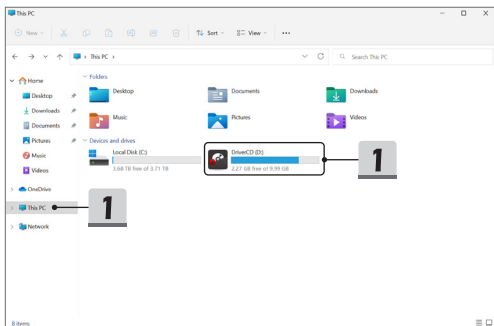 This PC
New
Sort
View
This PC
Search This PC
Home
Desktop
Downloads
Documents
Pictures
Music
Videos
OneDrive
This PC
Network
Folders
Desktop
Documents
Downloads
Music
Pictures
Videos
Devices and drives
Local Disk (C:)
3.68 TB free of 3.71 TB
DriverCD (D:)
2.27 GB free of 9.99 GB
1
1
8 items